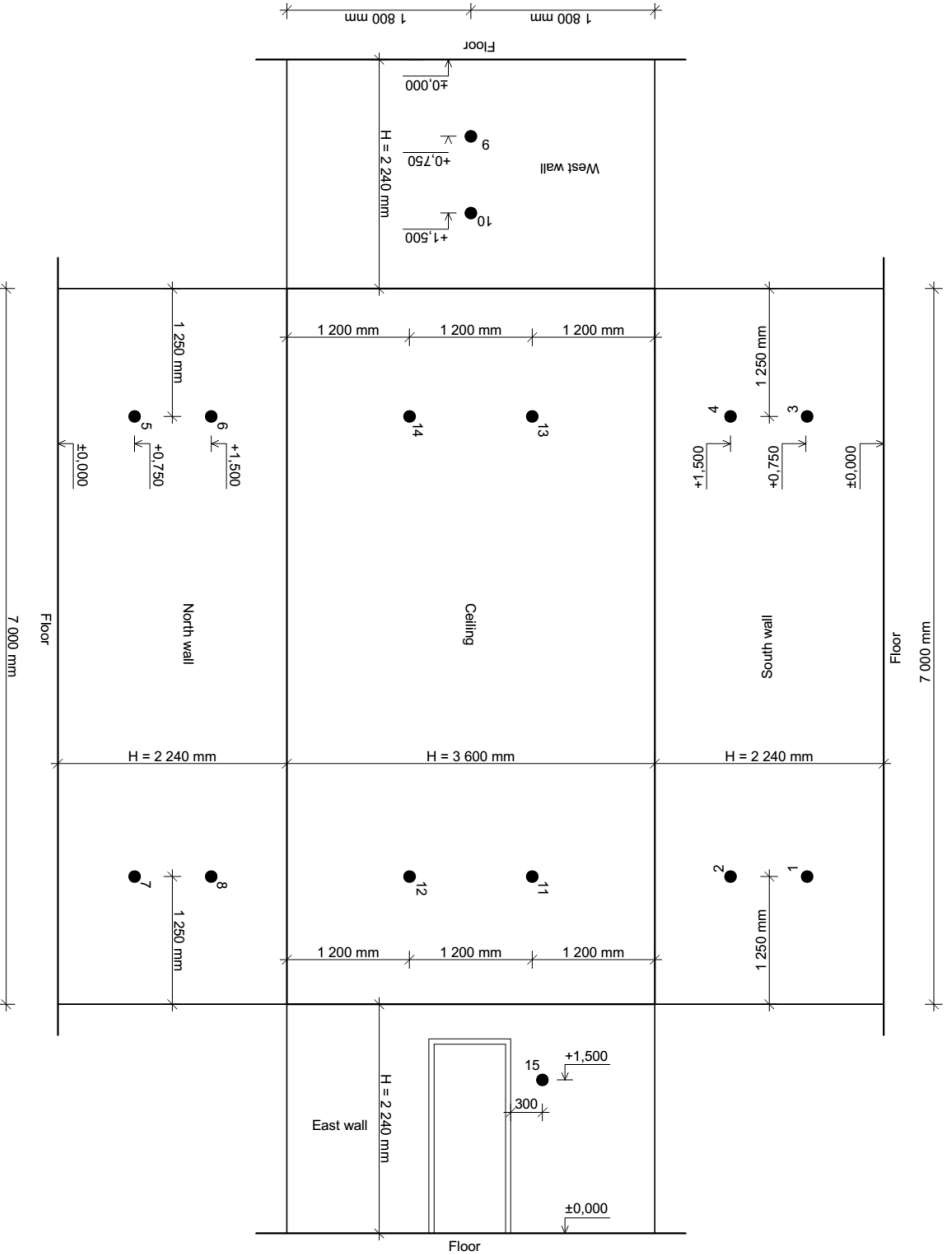 1 800 mm
1 800 mm
Floor
±0,000
9
+0,750
H = 2 240 mm
West wall
10
+1,500
1 200 mm
1 200 mm
1 200 mm
1 250 mm
1 250 mm
5
6
14
13
4
3
±0,000
+0,750
+1,500
+1,500
+0,750
±0,000
7 000 mm
Floor
North wall
Ceiling
South wall
Floor
7 000 mm
H = 2 240 mm
H = 3 600 mm
H = 2 240 mm
7
8
12
11
2
1
1 250 mm
1 250 mm
1 200 mm
1 200 mm
1 200 mm
15
+1,500
300
H = 2 240 mm
East wall
±0,000
Floor